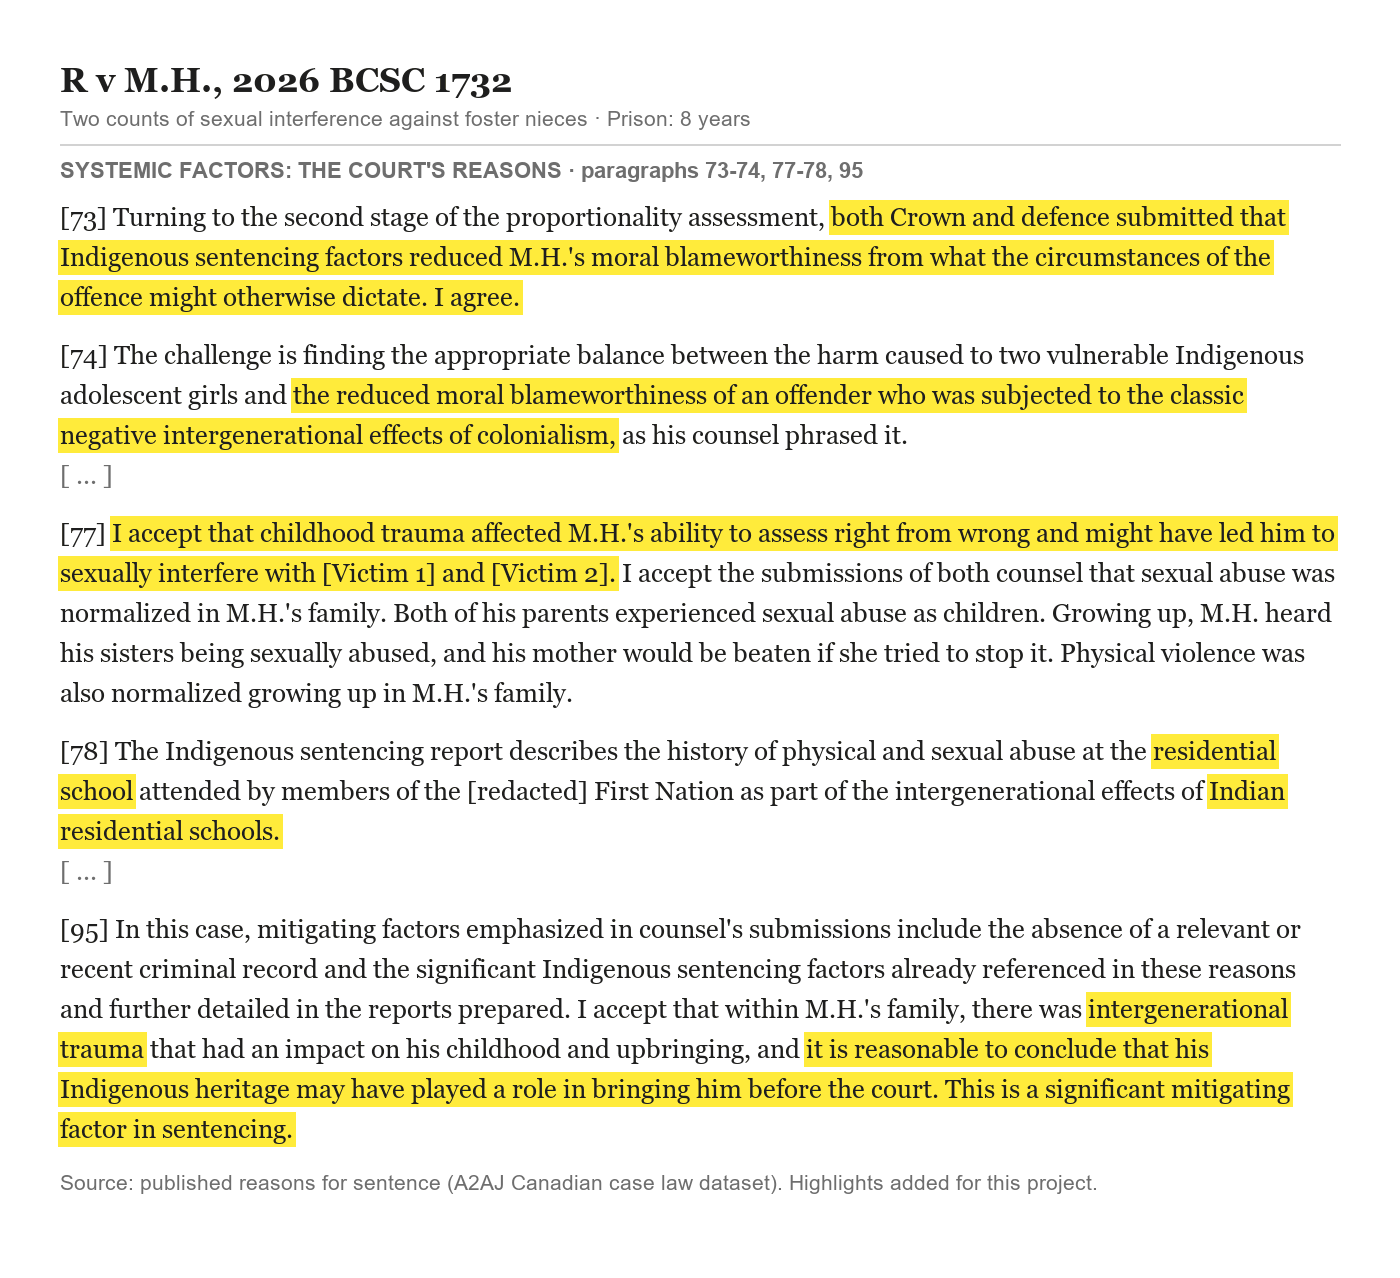 R v M.H., 2026 BCSC 1732
Two counts of sexual interference against foster nieces · Prison: 8 years
SYSTEMIC FACTORS: THE COURT'S REASONS · paragraphs 73-74, 77-78, 95
[73] Turning to the second stage of the proportionality assessment, both Crown and defence submitted that
Indigenous sentencing factors reduced M.H.'s moral blameworthiness from what the circumstances of the
offence might otherwise dictate. I agree.
[74] The challenge is finding the appropriate balance between the harm caused to two vulnerable Indigenous
adolescent girls and the reduced moral blameworthiness of an offender who was subjected to the classic
negative intergenerational effects of colonialism, as his counsel phrased it.
[ ... ]
[77] I accept that childhood trauma affected M.H.'s ability to assess right from wrong and might have led him to
sexually interfere with [Victim 1] and [Victim 2]. I accept the submissions of both counsel that sexual abuse was
normalized in M.H.'s family. Both of his parents experienced sexual abuse as children. Growing up, M.H. heard
his sisters being sexually abused, and his mother would be beaten if she tried to stop it. Physical violence was
also normalized growing up in M.H.'s family.
[78] The Indigenous sentencing report describes the history of physical and sexual abuse at the residential
school attended by members of the [redacted] First Nation as part of the intergenerational effects of Indian
residential schools.
[ ... ]
[95] In this case, mitigating factors emphasized in counsel's submissions include the absence of a relevant or
recent criminal record and the significant Indigenous sentencing factors already referenced in these reasons
and further detailed in the reports prepared. I accept that within M.H.'s family, there was intergenerational
trauma that had an impact on his childhood and upbringing, and it is reasonable to conclude that his
Indigenous heritage may have played a role in bringing him before the court. This is a significant mitigating
factor in sentencing.
Source: published reasons for sentence (A2AJ Canadian case law dataset). Highlights added for this project.